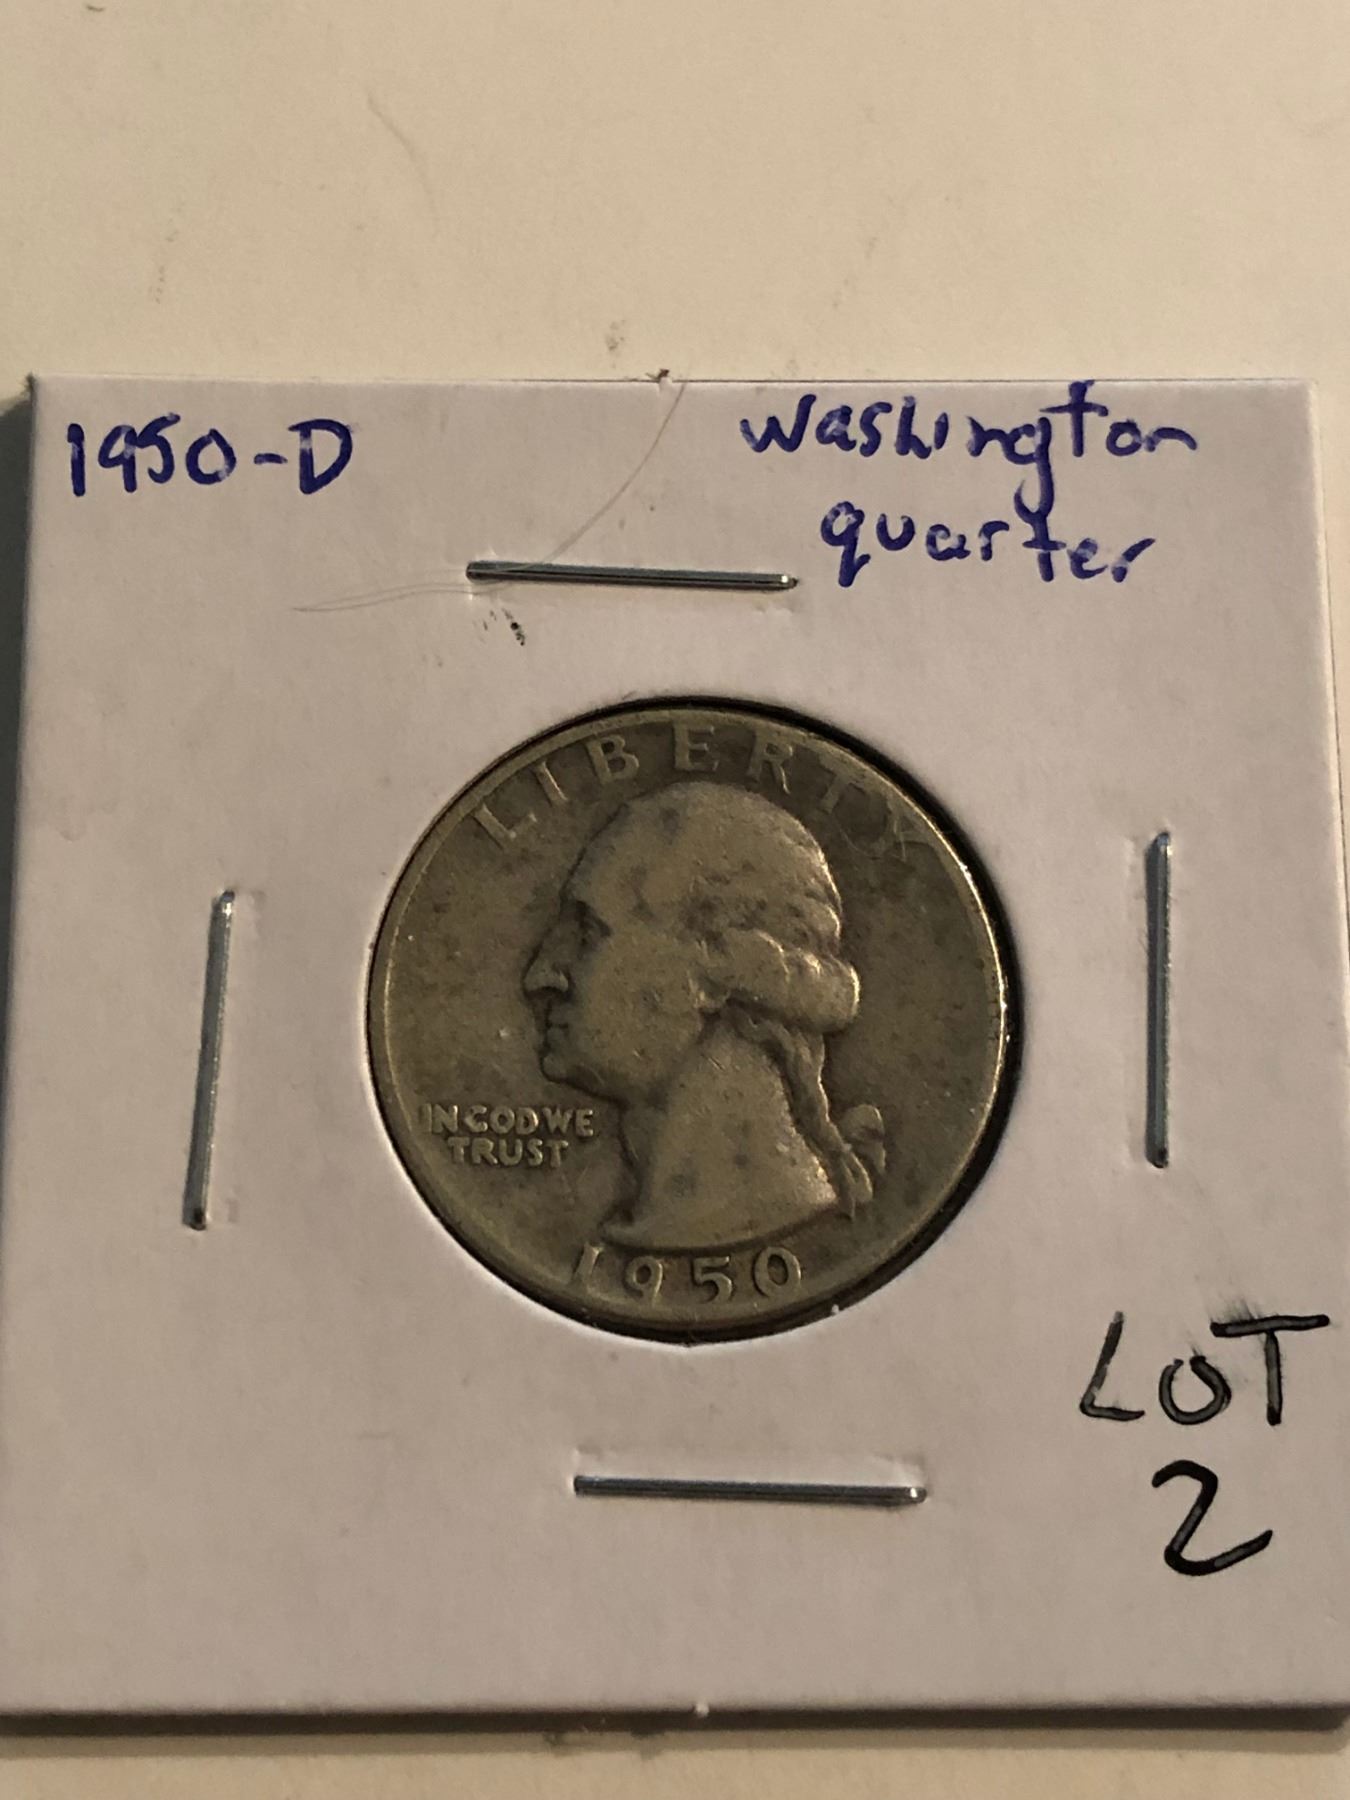 1950-D
Washington
quarter
LIBERTY
IN GOD WE
TRUST
1950
LOT
2